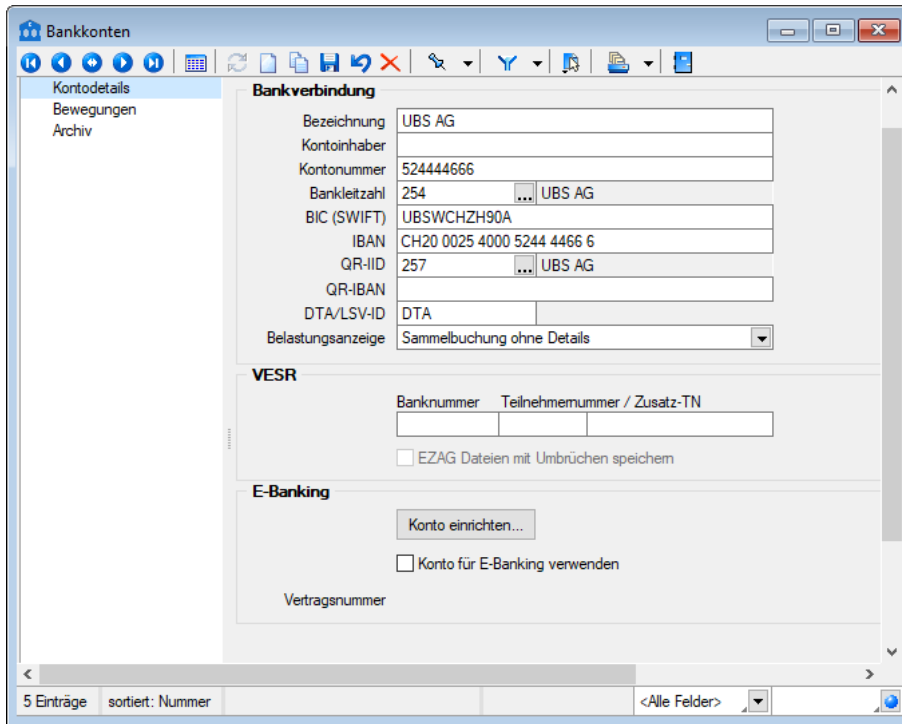 Bankkonten
Kontodetails
Bewegungen
Archiv
Bankverbindung
Bezeichnung UBS AG
Kontoinhaber
Kontonummer 524444666
Bankleitzahl 254 ... UBS AG
BIC (SWIFT) UBSWCHZH90A
IBAN CH20 0025 4000 5244 4466 6
QR-IID 257 ... UBS AG
QR-IBAN
DTA/LSV-ID DTA
Belastungsanzeige Sammelbuchung ohne Details
VESR
Banknummer Teilnehmernummer / Zusatz-TN
EZAG Dateien mit Umbrüchen speichern
E-Banking
Konto einrichten...
Konto für E-Banking verwenden
Vertragsnummer
5 Einträge sortiert: Nummer <Alle Felder>